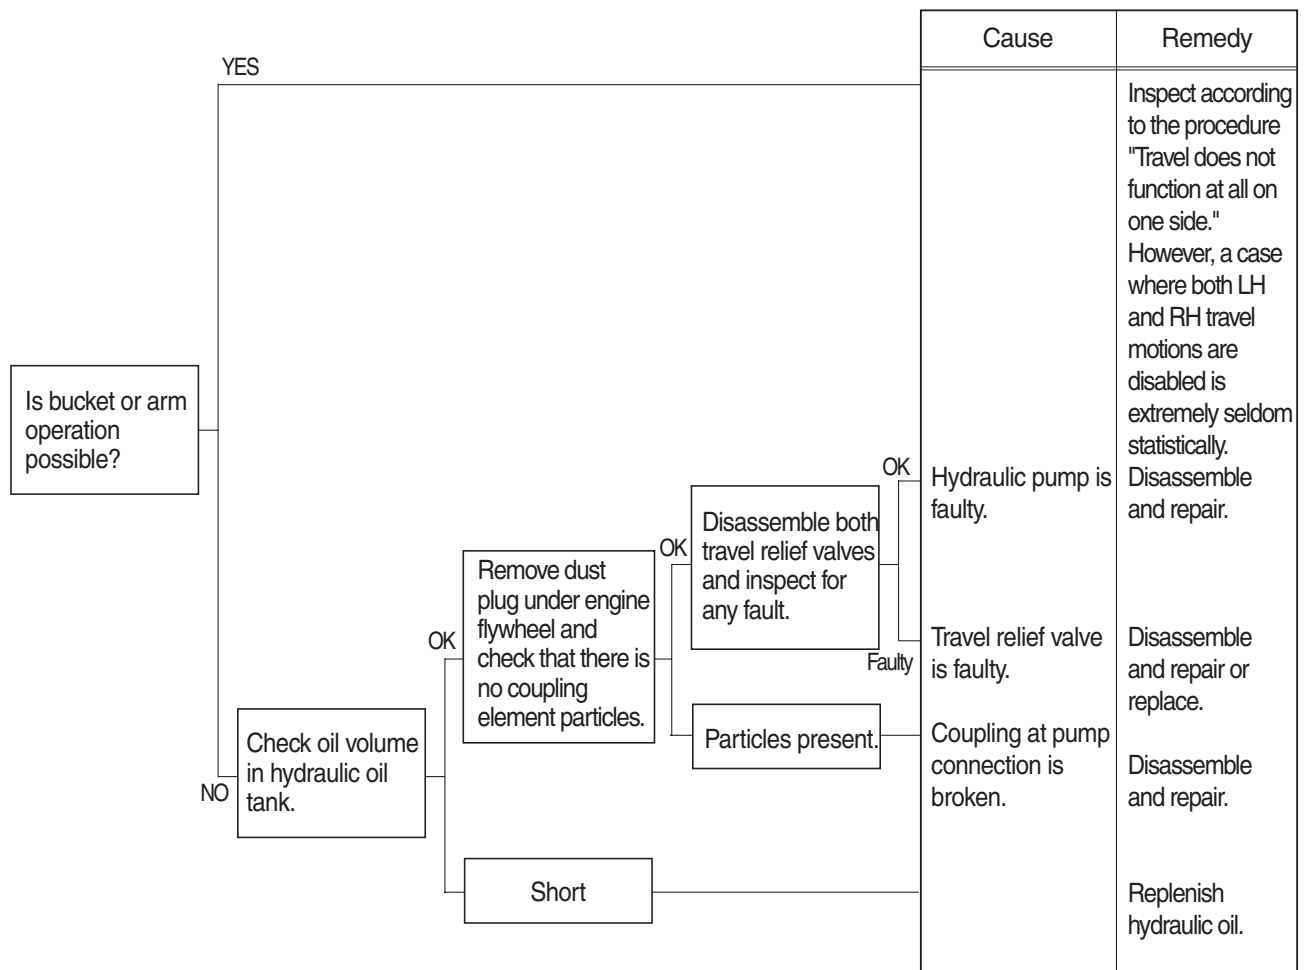 Cause
Remedy
YES
Inspect according
to the procedure
"Travel does not
function at all on
one side."
However, a case
where both LH
and RH travel
motions are
disabled is
extremely seldom
statistically.
Is bucket or arm
operation
possible?
NO
Check oil volume
in hydraulic oil
tank.
OK
Remove dust
plug under engine
flywheel and
check that there is
no coupling
element particles.
OK
Disassemble both
travel relief valves
and inspect for
any fault.
OK
Hydraulic pump is
faulty.
Disassemble
and repair.
Faulty
Travel relief valve
is faulty.
Disassemble
and repair or
replace.
Particles present.
Coupling at pump
connection is
broken.
Disassemble
and repair.
Short
Replenish
hydraulic oil.